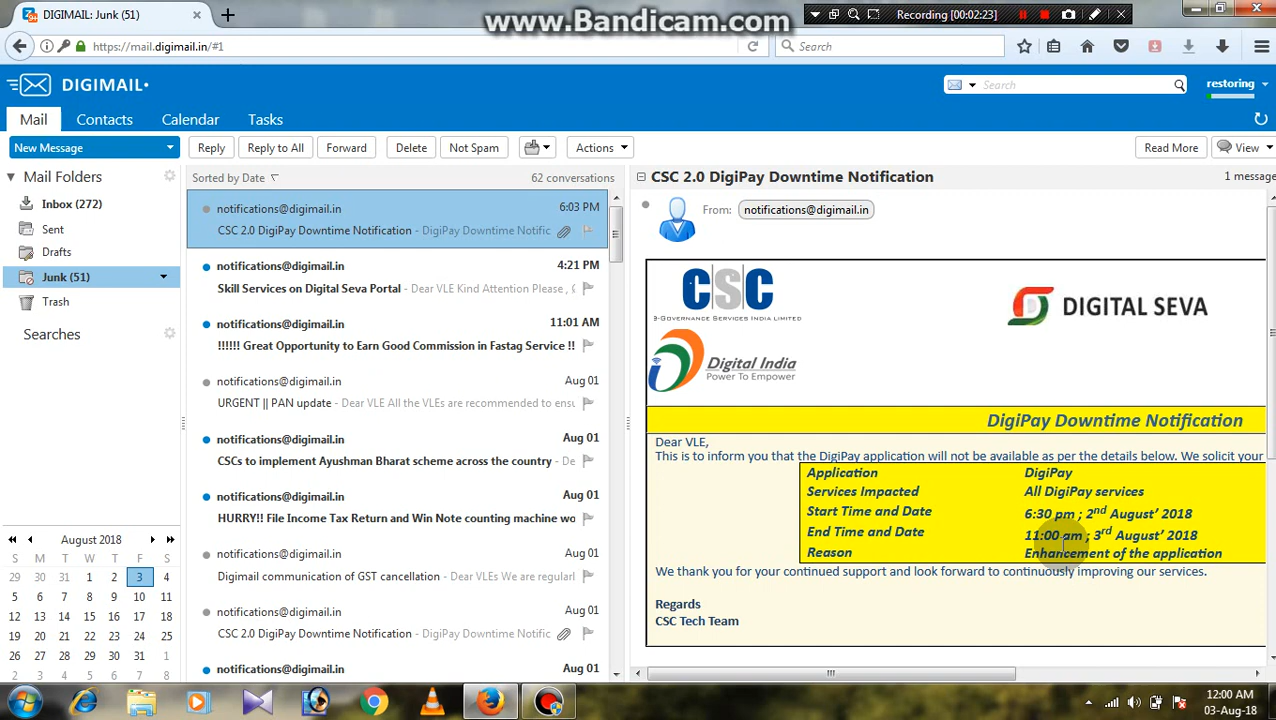 www.Bandicam.com
DIGIMAIL: Junk (51)
Recording [00:02:23]
https://mail.digimail.in/#1
Search
DIGIMAIL
Search
restoring
Mail Contacts Calendar Tasks
New Message
Reply Reply to All Forward Delete Not Spam Actions Read More View
Mail Folders
Inbox (272)
Sent
Drafts
Junk (51)
Trash
Searches
August 2018
S M T W T F S
29 30 31 1 2 3 4
5 6 7 8 9 10 11
12 13 14 15 16 17 18
19 20 21 22 23 24 25
26 27 28 29 30 31 1
2 3 4 5 6 7 8
Sorted by Date 62 conversations
notifications@digimail.in 6:03 PM
CSC 2.0 DigiPay Downtime Notification - DigiPay Downtime Notific
notifications@digimail.in 4:21 PM
Skill Services on Digital Seva Portal - Dear VLE Kind Attention Please , G
notifications@digimail.in 11:01 AM
!!!!!! Great Opportunity to Earn Good Commission in Fastag Service !!
notifications@digimail.in Aug 01
URGENT || PAN update - Dear VLE All the VLEs are recommended to ensu
notifications@digimail.in Aug 01
CSCs to implement Ayushman Bharat scheme across the country - De
notifications@digimail.in Aug 01
HURRY!! File Income Tax Return and Win Note counting machine wo
notifications@digimail.in Aug 01
Digimail communication of GST cancellation - Dear VLEs We are regularl
notifications@digimail.in Aug 01
CSC 2.0 DigiPay Downtime Notification - DigiPay Downtime Notific
notifications@digimail.in Aug 01
CSC 2.0 DigiPay Downtime Notification 1 message
From: notifications@digimail.in
CSC
e-GOVERNANCE SERVICES INDIA LIMITED
DIGITAL SEVA
Digital India
Power To Empower
DigiPay Downtime Notification
Dear VLE,
This is to inform you that the DigiPay application will not be available as per the details below. We solicit your
Application DigiPay
Services Impacted All DigiPay services
Start Time and Date 6:30 pm ; 2nd August' 2018
End Time and Date 11:00 am ; 3rd August' 2018
Reason Enhancement of the application
We thank you for your continued support and look forward to continuously improving our services.
Regards
CSC Tech Team
12:00 AM
03-Aug-18